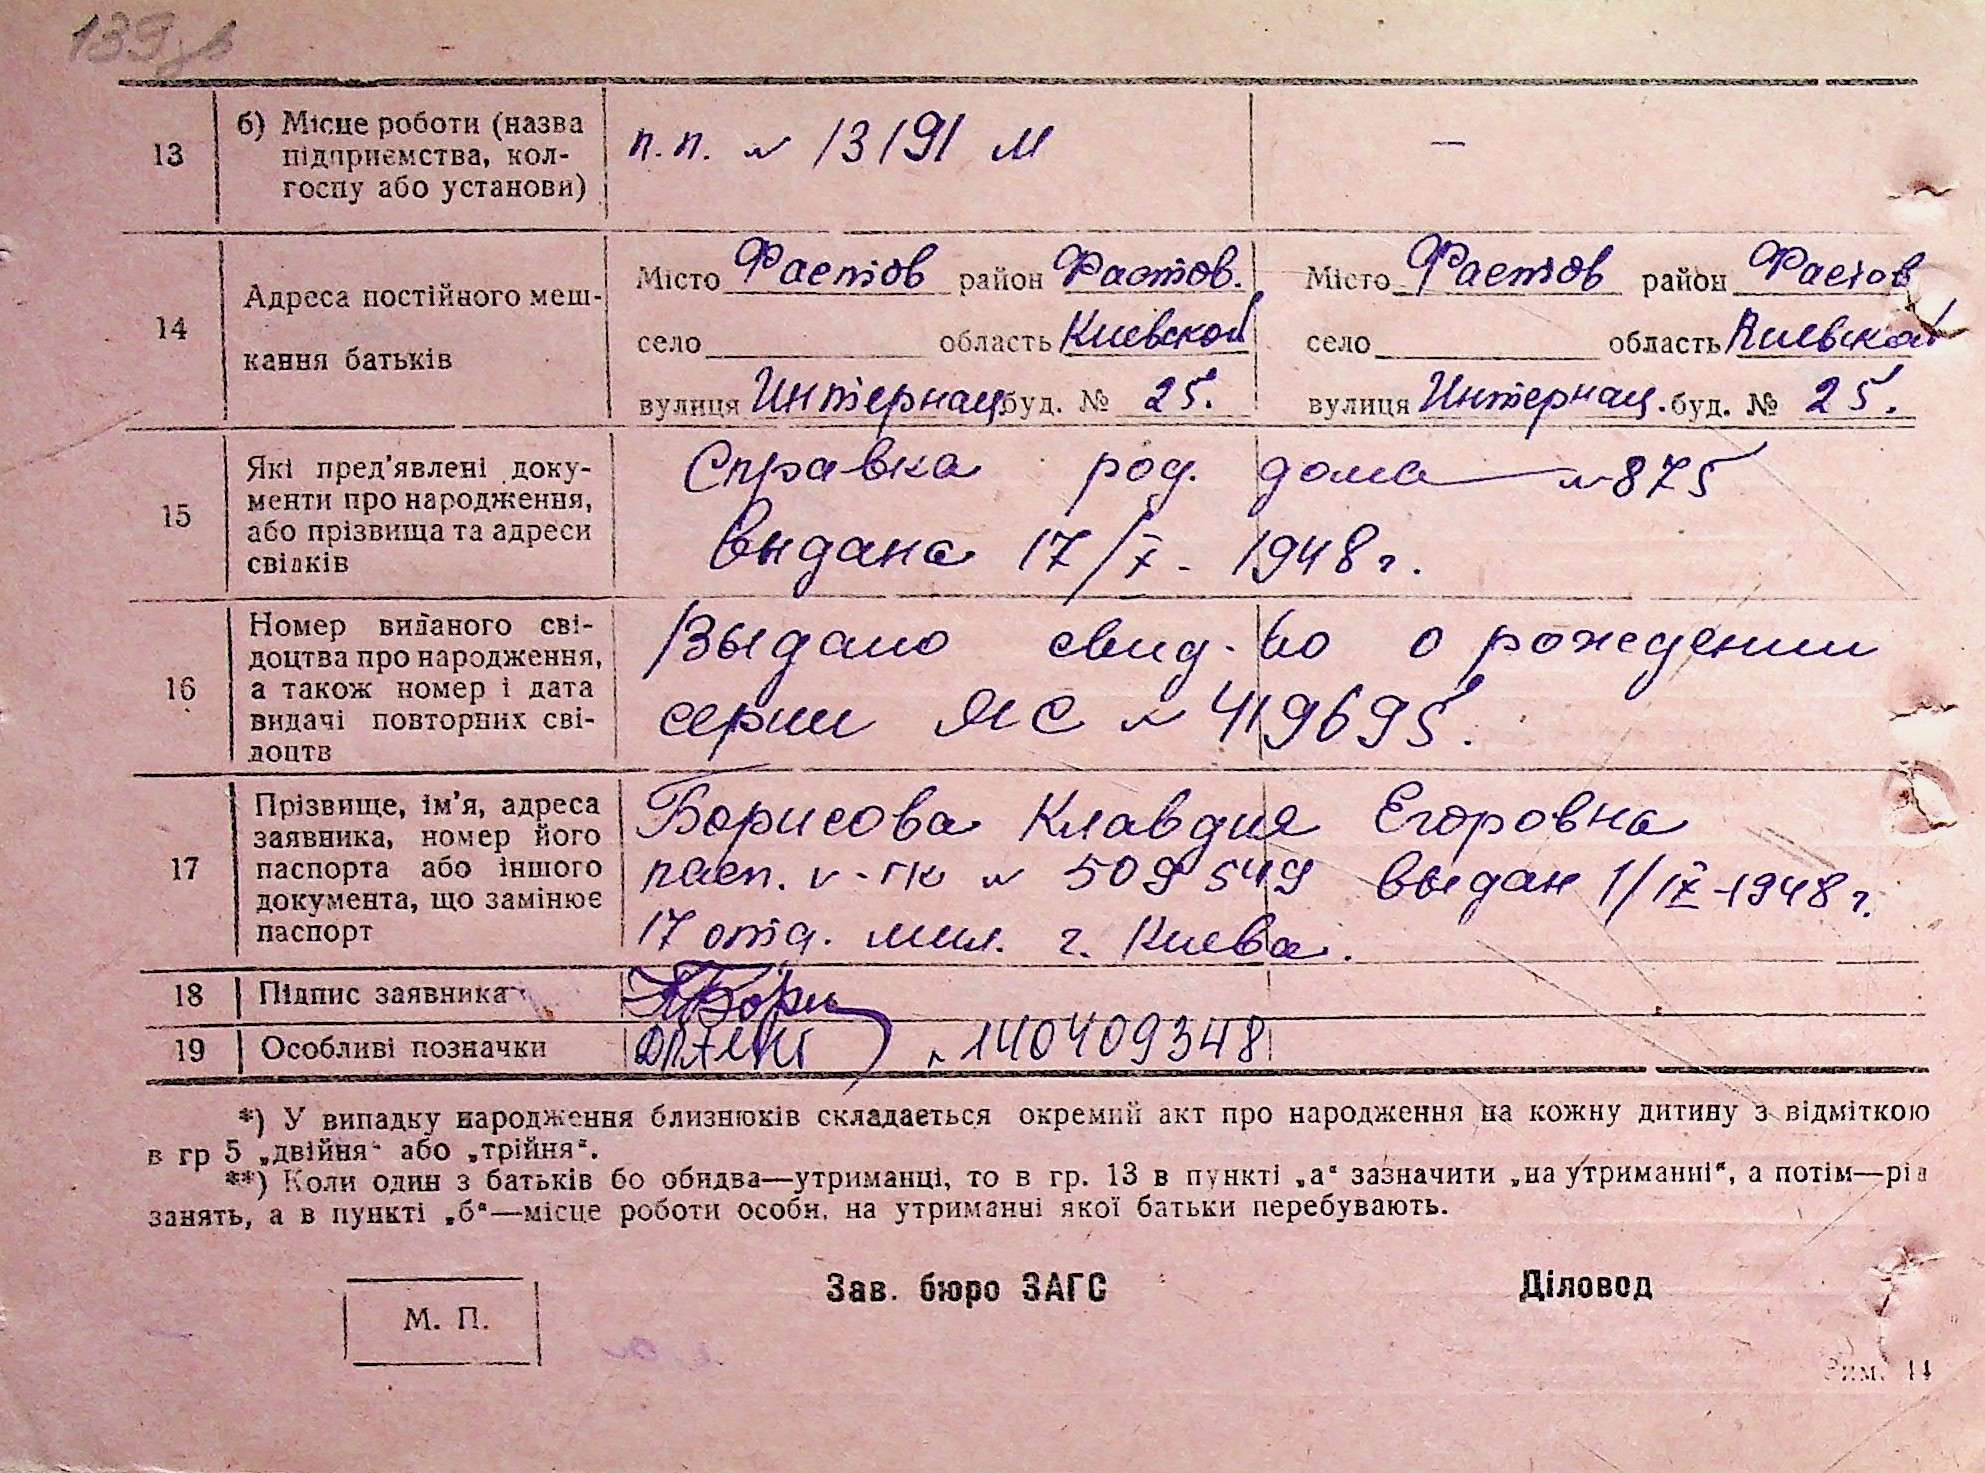 13 б) Місце роботи (назва підприємства, колгоспу або установи)
п.п. № 13191 М —
14 Адреса постійного мешкання батьків
Місто Фастов район Фастов. Місто Фастов район Фастов
село область Киевской село область Киевской
вулиця Интернац. буд. № 25. вулиця Интернац. буд. № 25.
15 Які пред'явлені документи про народження, або прізвища та адреси свідків
Справка род. дома № 875
выдана 17/X - 1948 г.
16 Номер виданого свідоцтва про народження, а також номер і дата видачі повторних свідоцтв
Выдано свид-во о рождении
серии ЯС № 419695.
17 Прізвище, ім'я, адреса заявника, номер його паспорта або іншого документа, що замінює паспорт
Борисова Клавдия Егоровна
пасп. V-ГЮ № 509549 выдан 1/IX-1948 г.
17 отд. мил. г. Киева.
18 Підпис заявника
КБори
19 Особливі позначки
№ 140409348
*) У випадку народження близнюків складається окремий акт про народження на кожну дитину з відміткою
в гр 5 „двійня“ або „трійня“.
**) Коли один з батьків бо обидва—утриманці, то в гр. 13 в пункті „а“ зазначити „на утриманні“, а потім—рід
занять, а в пункті „б“—місце роботи особи, на утриманні якої батьки перебувають.
Зав. бюро ЗАГС Діловод
М. П.